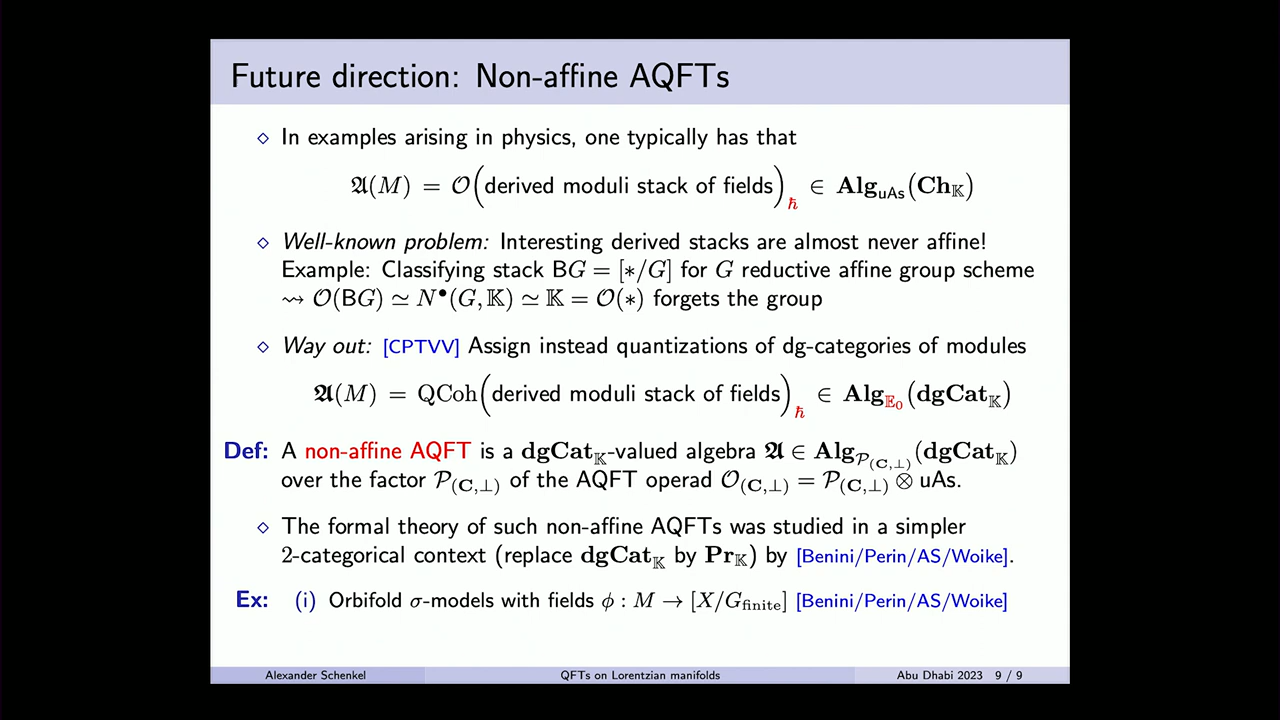 Future direction: Non-affine AQFTs
⋄ In examples arising in physics, one typically has that
𝕬(M) = 𝒪(derived moduli stack of fields)_ħ ∈ Alg_uAs(Ch_𝕂)
⋄ Well-known problem: Interesting derived stacks are almost never affine!
Example: Classifying stack BG = [∗/G] for G reductive affine group scheme
⇝ 𝒪(BG) ≃ N^•(G, 𝕂) ≃ 𝕂 = 𝒪(∗) forgets the group
⋄ Way out: [CPTVV] Assign instead quantizations of dg-categories of modules
𝕬(M) = QCoh(derived moduli stack of fields)_ħ ∈ Alg_𝔼₀(dgCat_𝕂)
Def: A non-affine AQFT is a dgCat_𝕂-valued algebra 𝕬 ∈ Alg_𝒫_(C,⊥)(dgCat_𝕂)
over the factor 𝒫_(C,⊥) of the AQFT operad 𝒪_(C,⊥) = 𝒫_(C,⊥) ⊗ uAs.
⋄ The formal theory of such non-affine AQFTs was studied in a simpler
2-categorical context (replace dgCat_𝕂 by Pr_𝕂) by [Benini/Perin/AS/Woike].
Ex: (i) Orbifold σ-models with fields ϕ : M → [X/G_finite] [Benini/Perin/AS/Woike]
Alexander Schenkel QFTs on Lorentzian manifolds Abu Dhabi 2023 9 / 9